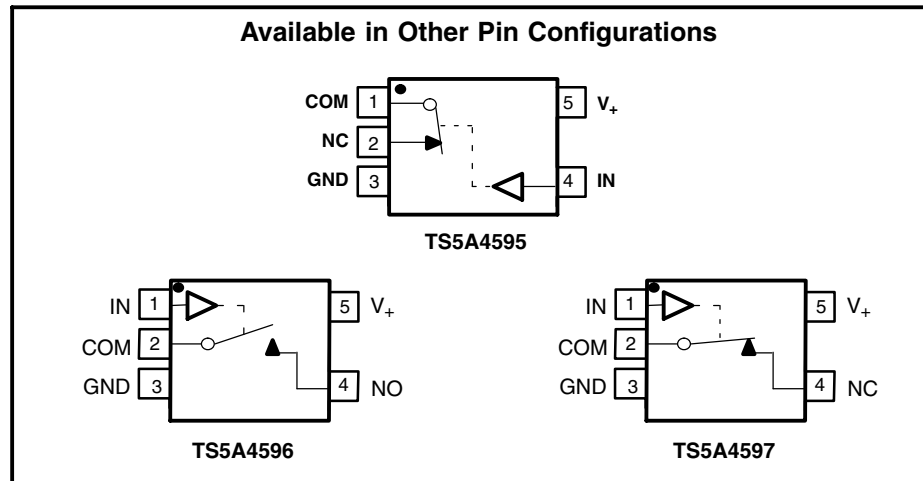 Available in Other Pin Configurations
COM 1 5 V+
NC 2
GND 3 4 IN
TS5A4595
IN 1 5 V+
COM 2
GND 3 4 NO
TS5A4596
IN 1 5 V+
COM 2
GND 3 4 NC
TS5A4597